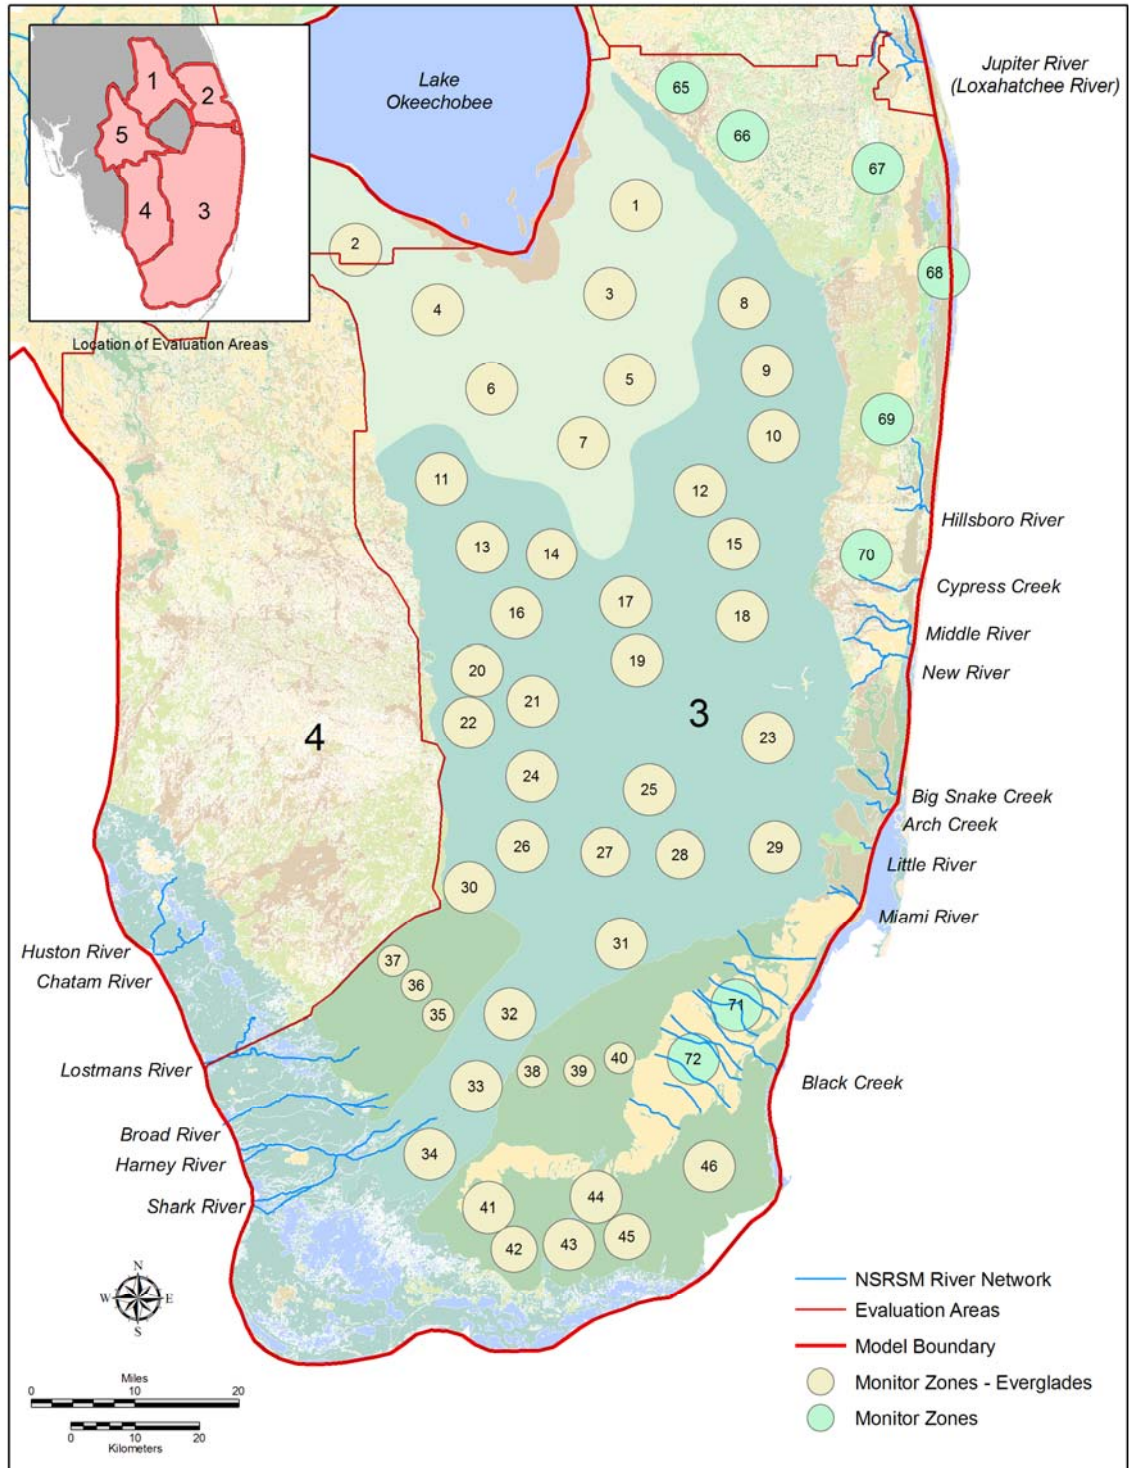 Jupiter River
(Loxahatchee River)
Lake
Okeechobee
1
2
5
4
3
Location of Evaluation Areas
65
66
67
68
69
70
71
72
1
2
3
4
5
6
7
8
9
10
11
12
13
14
15
16
17
18
19
20
21
22
3
23
4
24
25
26
27
28
29
30
31
37
36
35
32
33
38
39
40
34
46
41
44
42
43
45
Hillsboro River
Cypress Creek
Middle River
New River
Big Snake Creek
Arch Creek
Little River
Miami River
Huston River
Chatam River
Lostmans River
Black Creek
Broad River
Harney River
Shark River
N
W
E
S
Miles
0
10
20
0
10
20
Kilometers
NSRSM River Network
Evaluation Areas
Model Boundary
Monitor Zones - Everglades
Monitor Zones